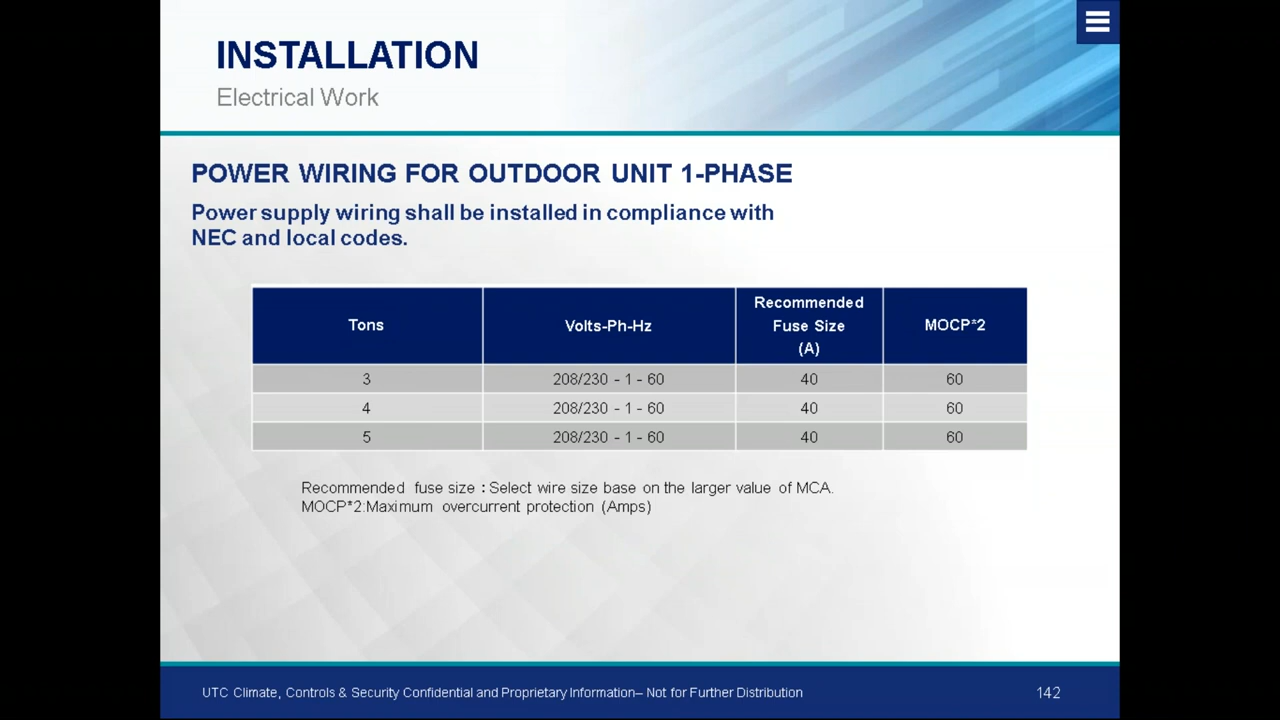 INSTALLATION
Electrical Work
POWER WIRING FOR OUTDOOR UNIT 1-PHASE
Power supply wiring shall be installed in compliance with
NEC and local codes.
Tons Volts-Ph-Hz Recommended Fuse Size (A) MOCP*2
3 208/230 - 1 - 60 40 60
4 208/230 - 1 - 60 40 60
5 208/230 - 1 - 60 40 60
Recommended fuse size : Select wire size base on the larger value of MCA.
MOCP*2:Maximum overcurrent protection (Amps)
UTC Climate, Controls & Security Confidential and Proprietary Information– Not for Further Distribution 142